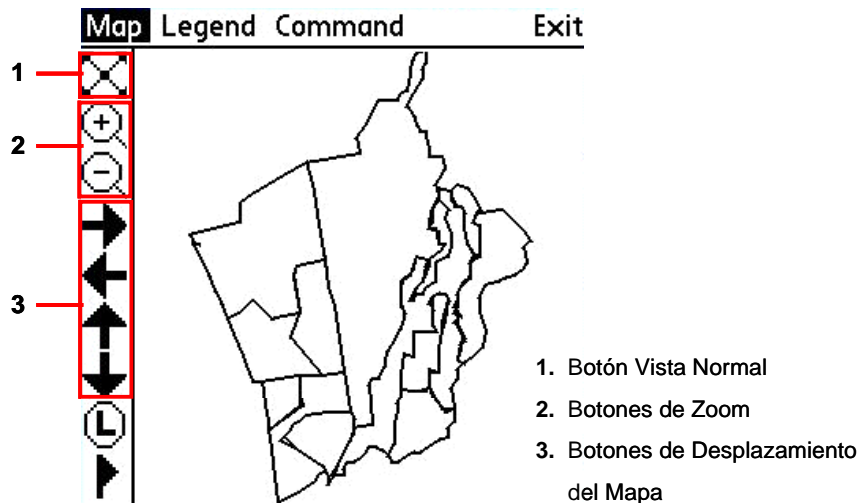 Map Legend Command Exit
1
2
3
L
1. Botón Vista Normal
2. Botones de Zoom
3. Botones de Desplazamiento
del Mapa